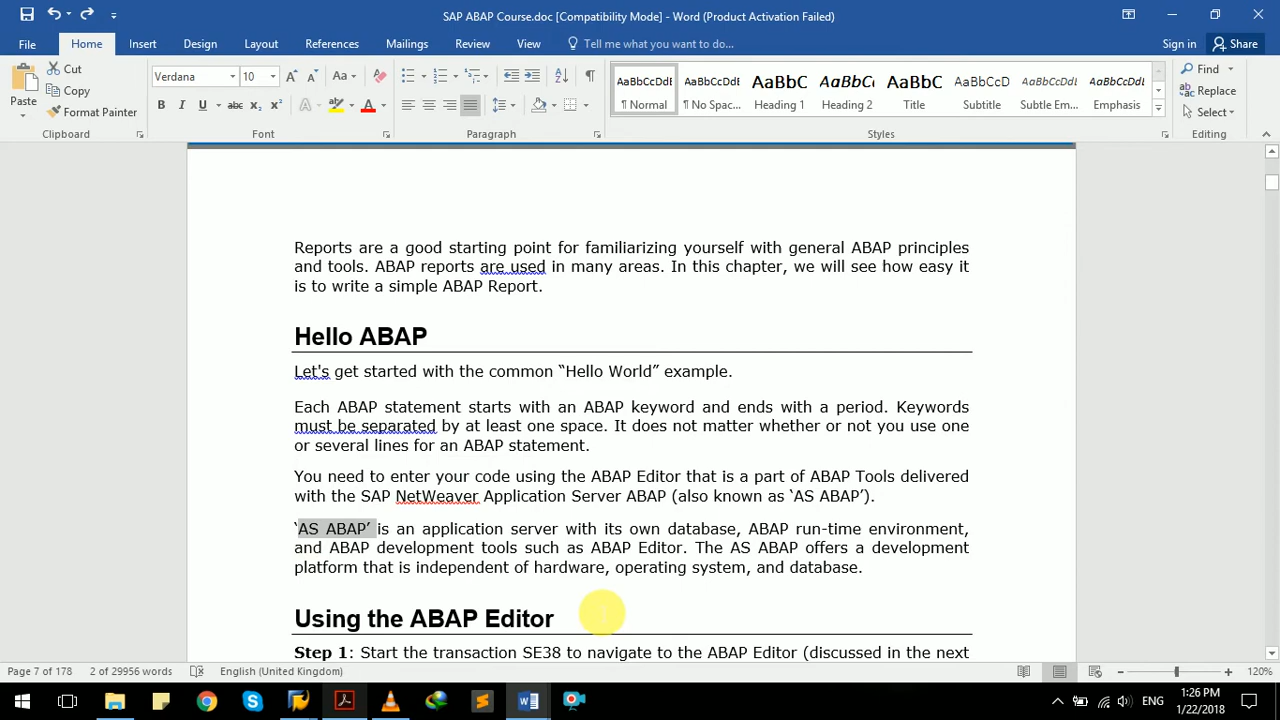 SAP ABAP Course.doc [Compatibility Mode] - Word (Product Activation Failed)
File Home Insert Design Layout References Mailings Review View Tell me what you want to do... Sign in Share
Paste
Cut
Copy
Format Painter
Clipboard
Verdana 10
Font
Paragraph
AaBbCcDdE AaBbCcDdE AaBbC AaBbCc AaBbC AaBbCcD AaBbCcDdE AaBbCcDdE
¶ Normal ¶ No Spac... Heading 1 Heading 2 Title Subtitle Subtle Em... Emphasis
Styles
Find
Replace
Select
Editing
Reports are a good starting point for familiarizing yourself with general ABAP principles
and tools. ABAP reports are used in many areas. In this chapter, we will see how easy it
is to write a simple ABAP Report.
Hello ABAP
Let's get started with the common “Hello World” example.
Each ABAP statement starts with an ABAP keyword and ends with a period. Keywords
must be separated by at least one space. It does not matter whether or not you use one
or several lines for an ABAP statement.
You need to enter your code using the ABAP Editor that is a part of ABAP Tools delivered
with the SAP NetWeaver Application Server ABAP (also known as ‘AS ABAP’).
‘AS ABAP’ is an application server with its own database, ABAP run-time environment,
and ABAP development tools such as ABAP Editor. The AS ABAP offers a development
platform that is independent of hardware, operating system, and database.
Using the ABAP Editor
Step 1: Start the transaction SE38 to navigate to the ABAP Editor (discussed in the next
Page 7 of 178 2 of 29956 words English (United Kingdom) 120%
ENG
1:26 PM
1/22/2018